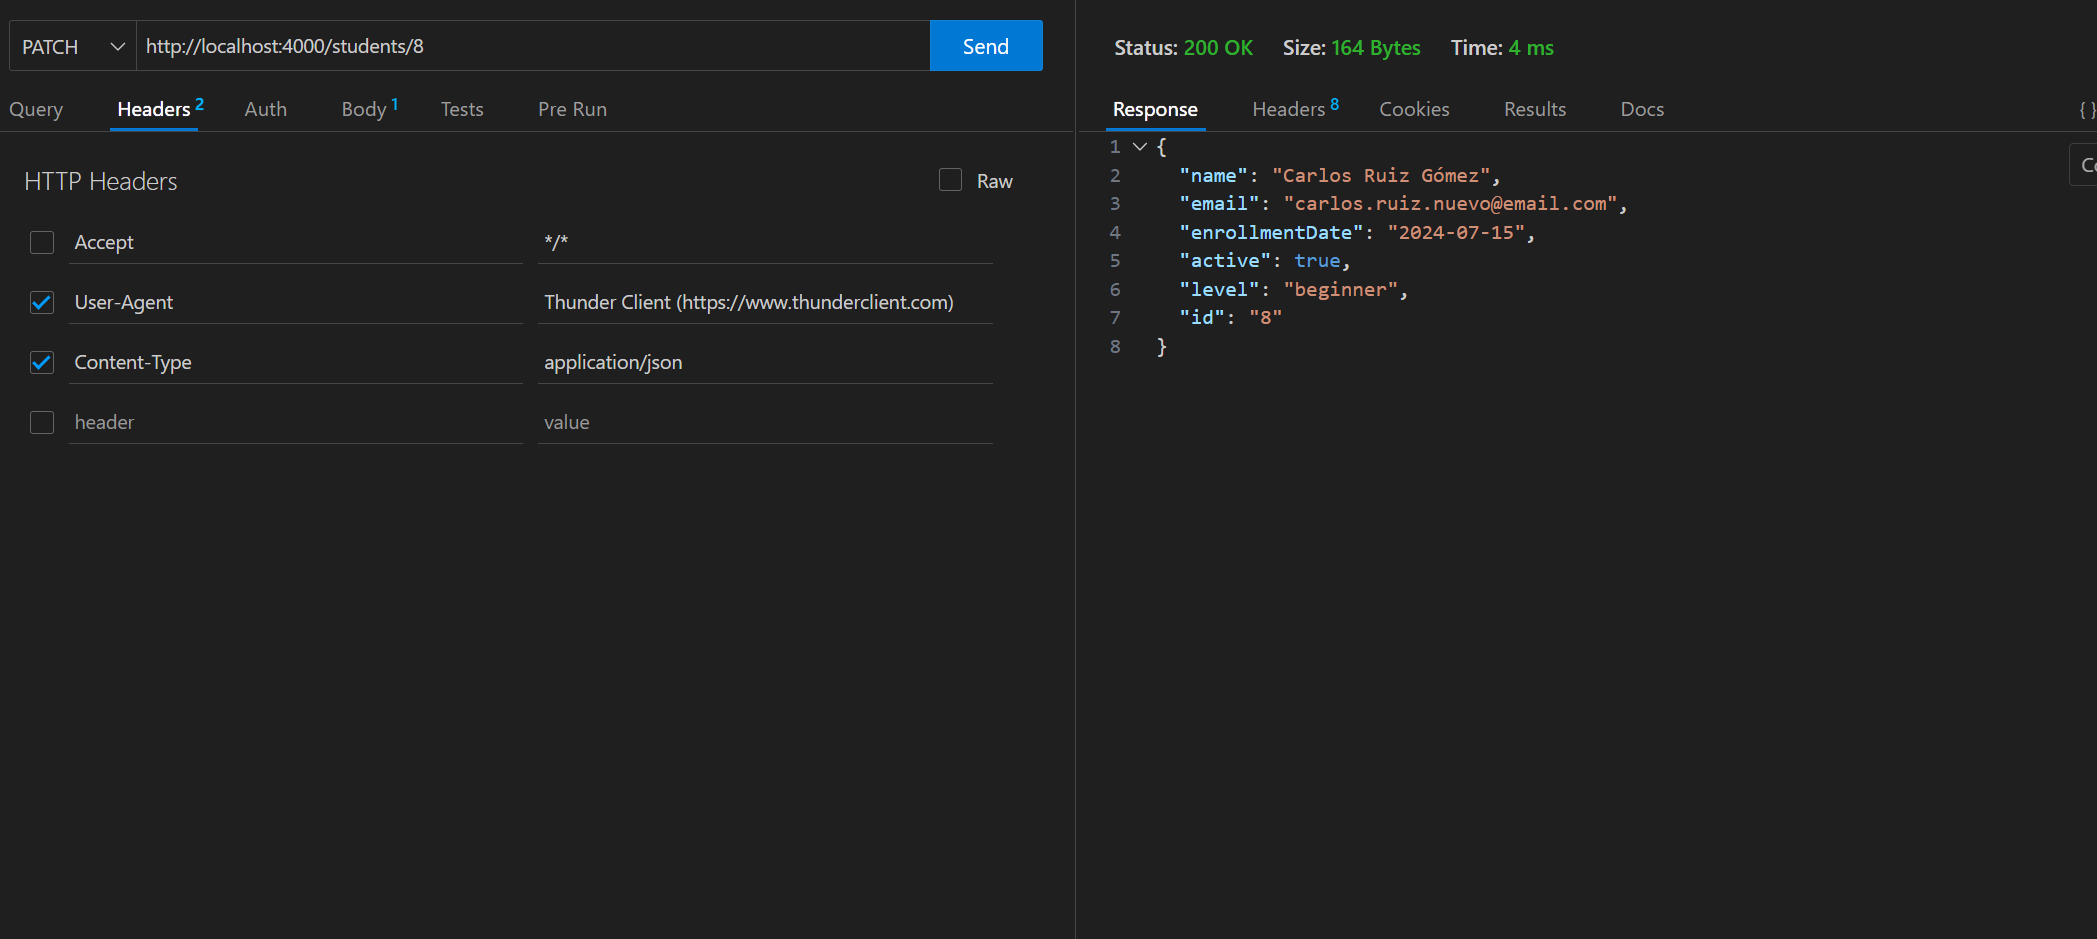 PATCH http://localhost:4000/students/8 Send
Query Headers 2 Auth Body 1 Tests Pre Run
HTTP Headers Raw
Accept */*
User-Agent Thunder Client (https://www.thunderclient.com)
Content-Type application/json
header value
Status: 200 OK Size: 164 Bytes Time: 4 ms
Response Headers 8 Cookies Results Docs { }
1 {
2 "name": "Carlos Ruiz Gómez",
3 "email": "carlos.ruiz.nuevo@email.com",
4 "enrollmentDate": "2024-07-15",
5 "active": true,
6 "level": "beginner",
7 "id": "8"
8 }